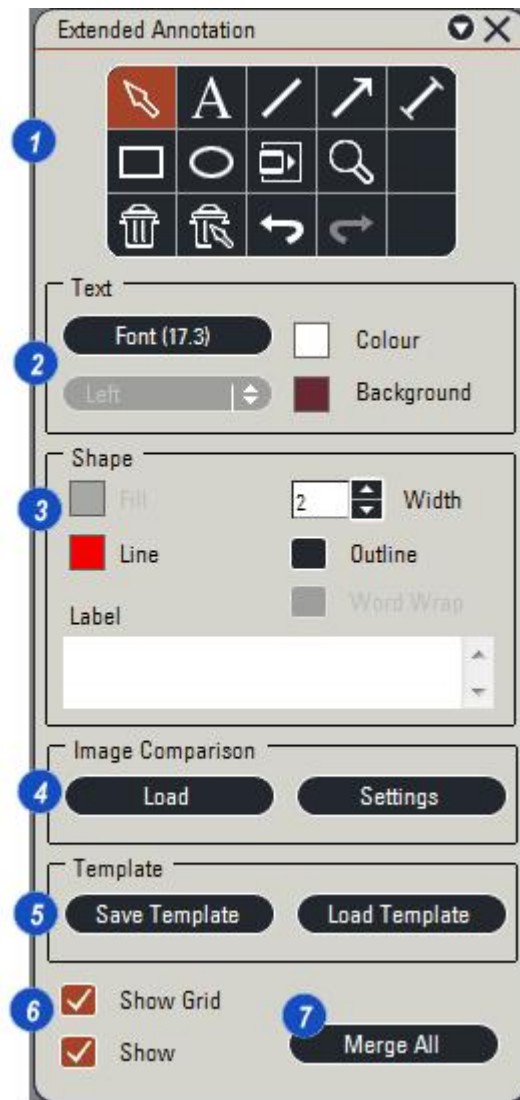 Extended Annotation
1
A
Text
2
Font (17.3)
Colour
Left
Background
Shape
3
Fill
2
Width
Line
Outline
Word Wrap
Label
Image Comparison
4
Load
Settings
Template
5
Save Template
Load Template
6
Show Grid
7
Show
Merge All